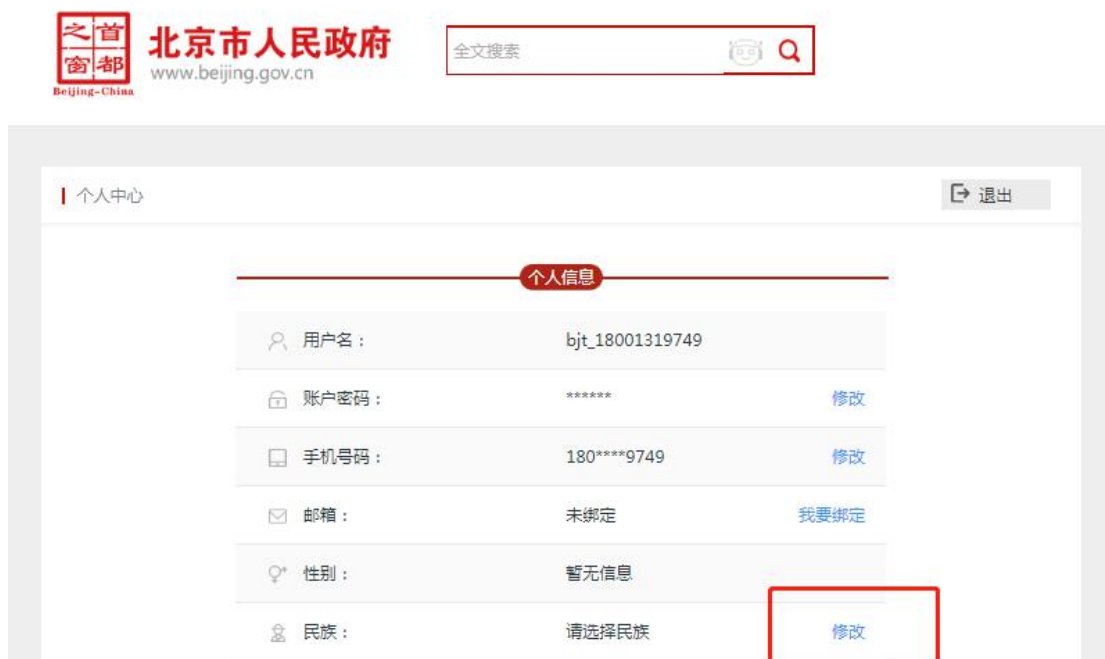 首都之窗
Beijing-China
北京市人民政府
www.beijing.gov.cn
全文搜索
个人中心
退出
个人信息
用户名：
bjt_18001319749
账户密码：
******
修改
手机号码：
180****9749
修改
邮箱：
未绑定
我要绑定
性别：
暂无信息
民族：
请选择民族
修改